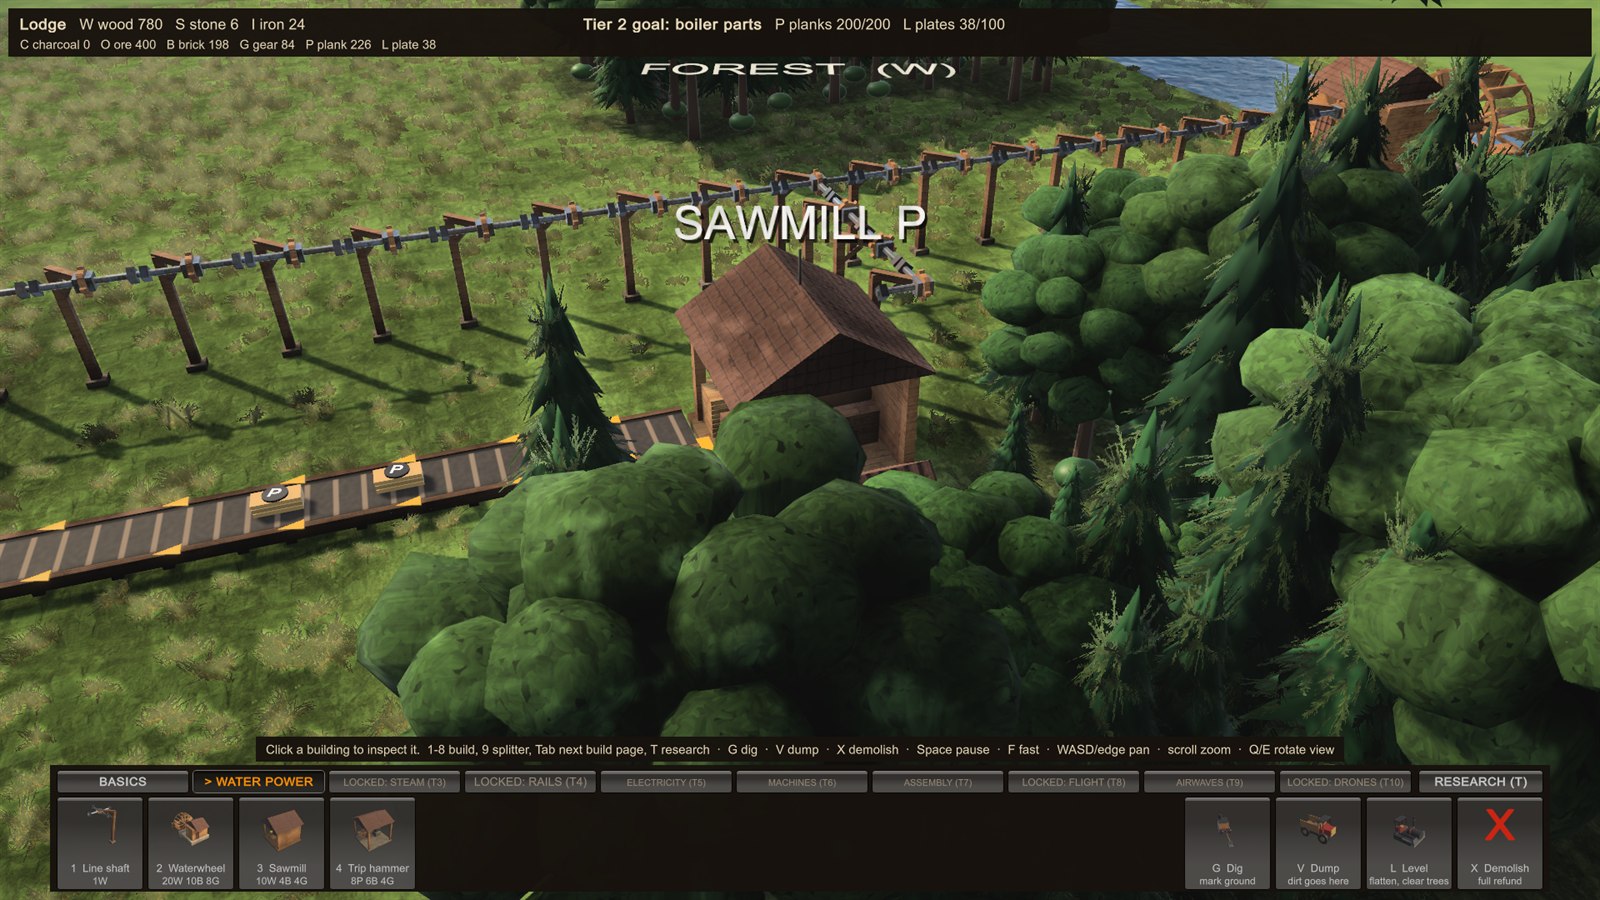 Lodge W wood 780 S stone 6 I iron 24
C charcoal 0 O ore 400 B brick 198 G gear 84 P plank 226 L plate 38
Tier 2 goal: boiler parts P planks 200/200 L plates 38/100
FOREST (W)
SAWMILL P
P
P
Click a building to inspect it. 1-8 build, 9 splitter, Tab next build page, T research · G dig · V dump · X demolish · Space pause · F fast · WASD/edge pan · scroll zoom · Q/E rotate view
BASICS
> WATER POWER
LOCKED: STEAM (T3)
LOCKED: RAILS (T4)
ELECTRICITY (T5)
MACHINES (T6)
ASSEMBLY (T7)
LOCKED: FLIGHT (T8)
AIRWAYS (T9)
LOCKED: DRONES (T10)
RESEARCH (T)
1 Line shaft
1W
2 Waterwheel
20W 10B 8G
3 Sawmill
10W 4B 4G
4 Trip hammer
8P 6B 4G
G Dig
mark ground
V Dump
dirt goes here
L Level
flatten, clear trees
X
X Demolish
full refund